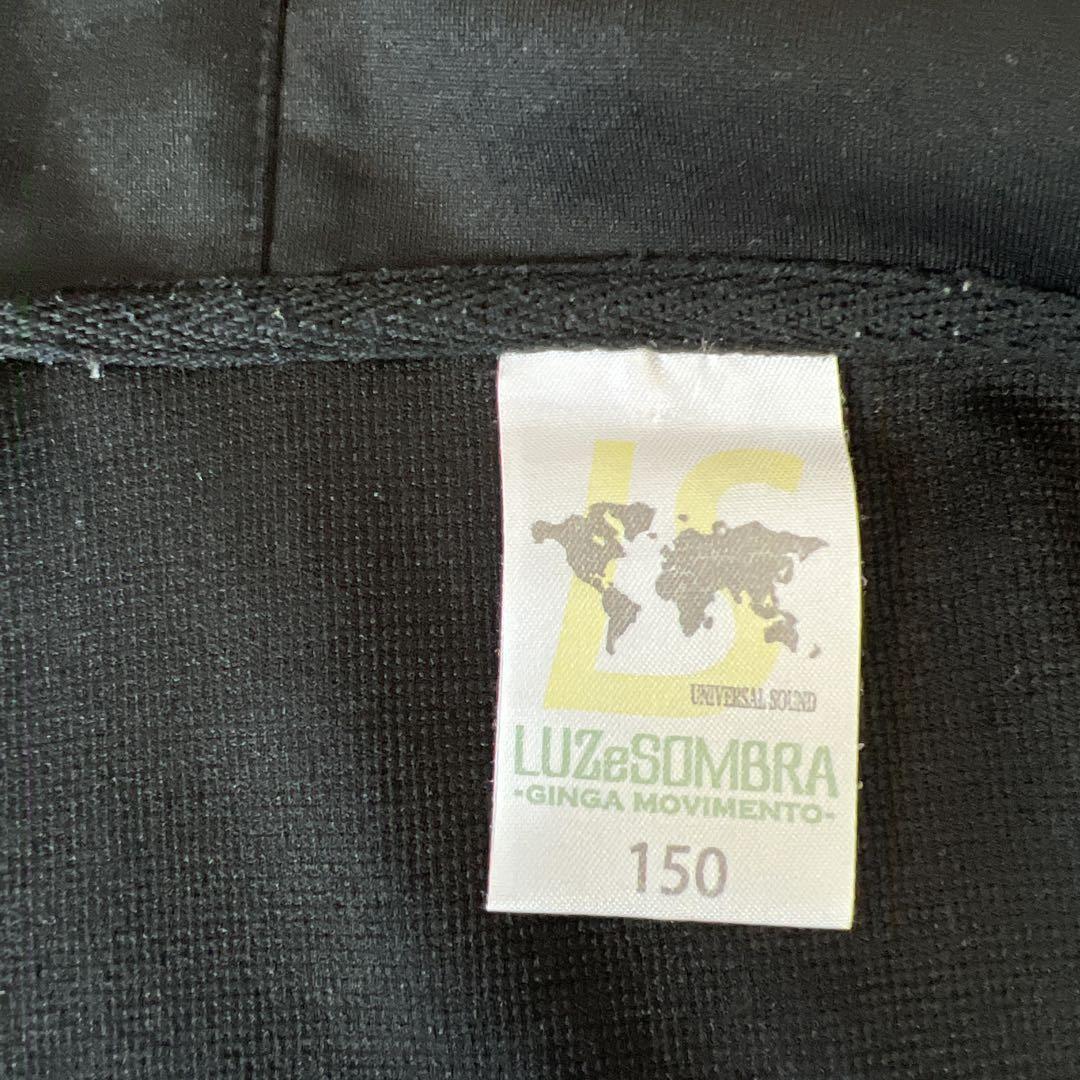 LS
UNIVERSAL SOUND
LUZeSOMBRA
-GINGA MOVIMENTO-
150